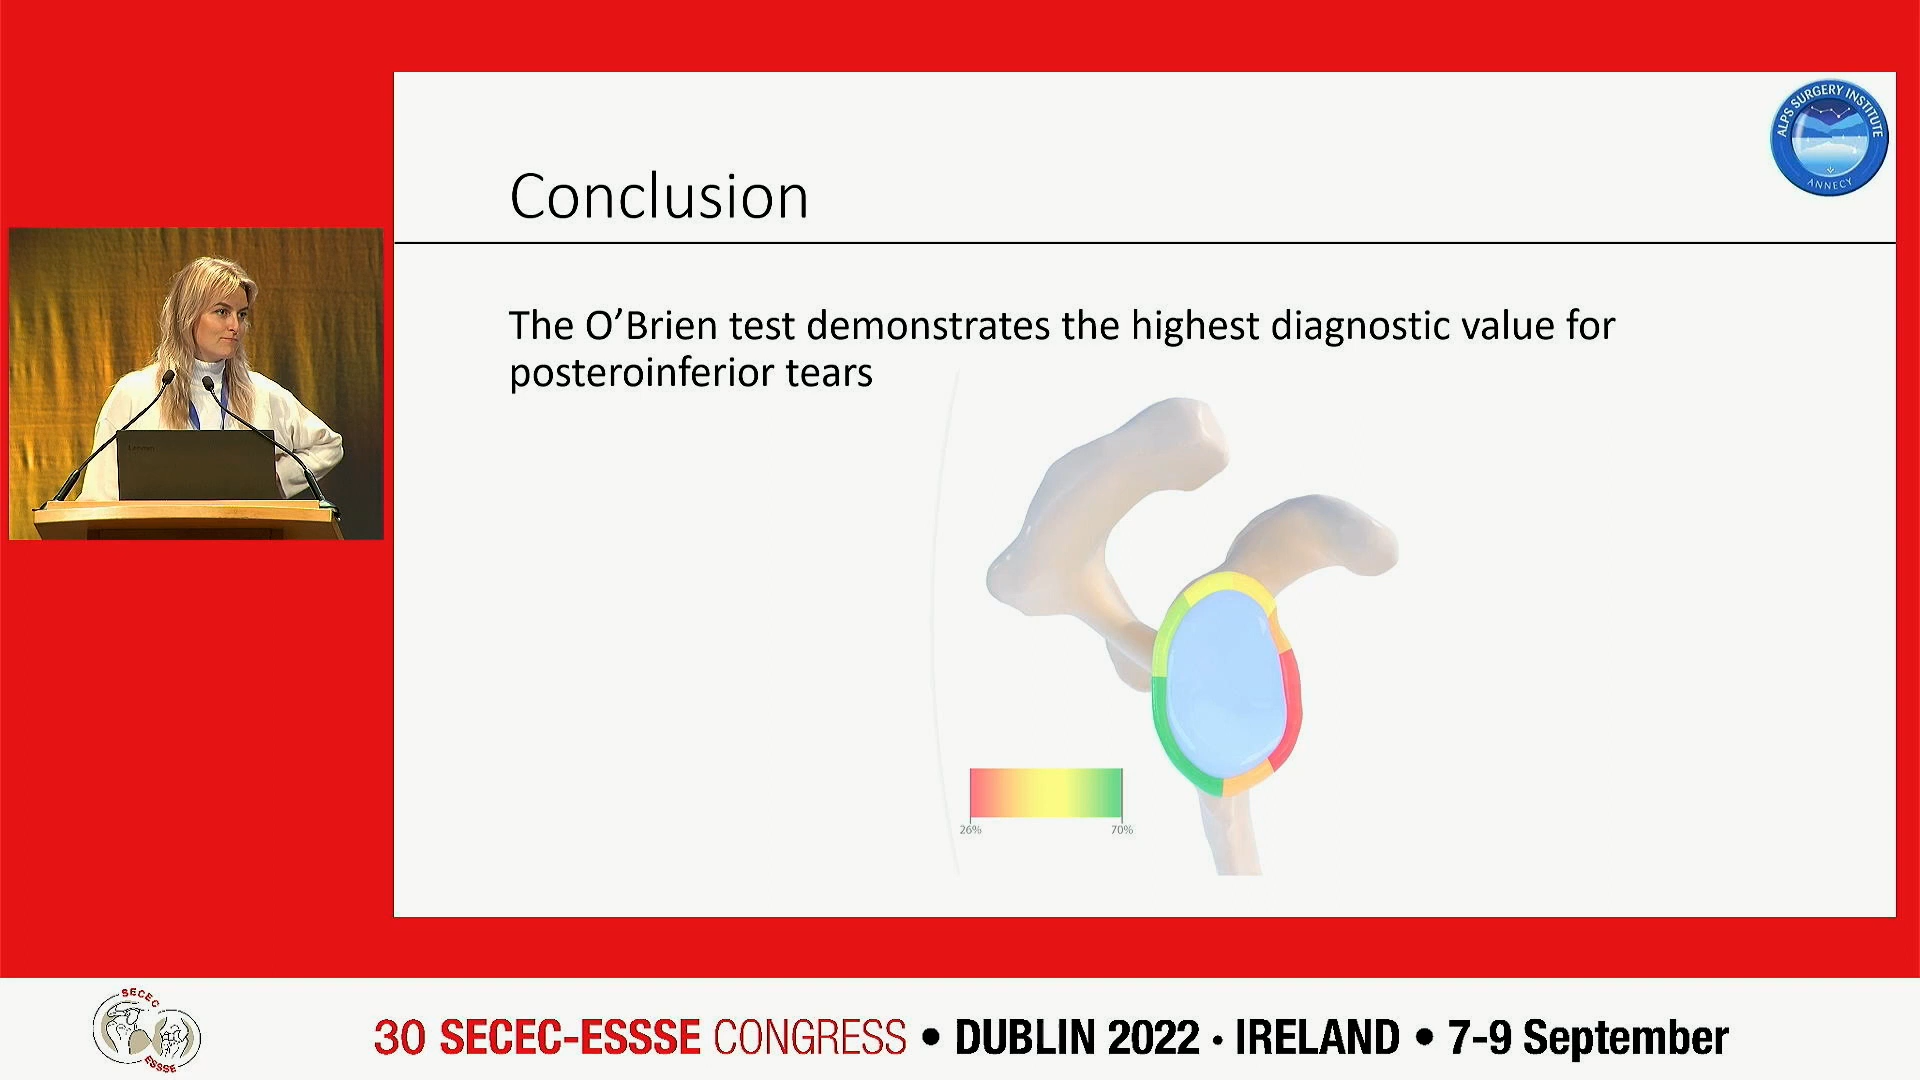 ALPS SURGERY INSTITUTE
ANNECY
Conclusion
The O’Brien test demonstrates the highest diagnostic value for
posteroinferior tears
Lenovo
26%
70%
SECEC
ESSSE
30 SECEC-ESSSE CONGRESS • DUBLIN 2022 • IRELAND • 7-9 September